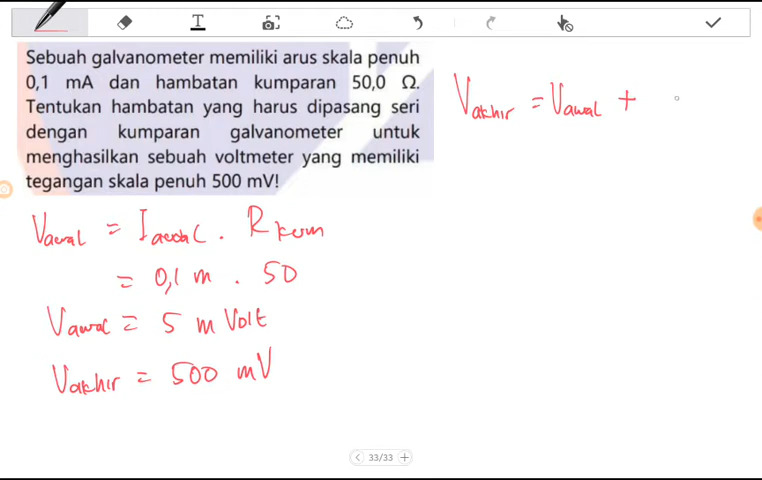 Sebuah galvanometer memiliki arus skala penuh
0,1 mA dan hambatan kumparan 50,0 Ω.
Tentukan hambatan yang harus dipasang seri
dengan kumparan galvanometer untuk
menghasilkan sebuah voltmeter yang memiliki
tegangan skala penuh 500 mV!
Vawal = Iawal . Rkum
= 0,1 m . 50
Vawal = 5 m Volt
Vakhir = 500 mV
Vakhir = Vawal +
33/33